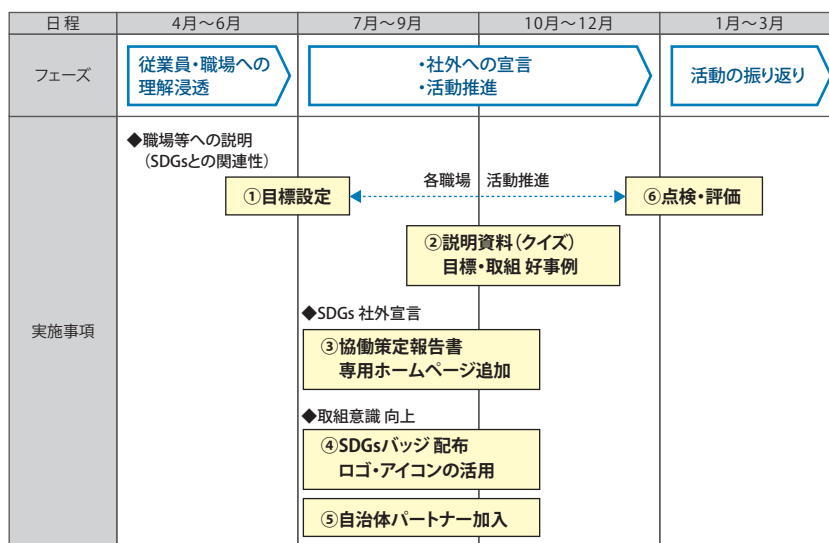 日程
4月～6月
7月～9月
10月～12月
1月～3月
フェーズ
従業員・職場への
理解浸透
・社外への宣言
・活動推進
活動の振り返り
実施事項
◆職場等への説明
（SDGsとの関連性）
①目標設定
各職場 活動推進
⑥点検・評価
②説明資料（クイズ）
目標・取組 好事例
◆SDGs 社外宣言
③協働策定報告書
専用ホームページ追加
◆取組意識 向上
④SDGsバッジ 配布
ロゴ・アイコンの活用
⑤自治体パートナー加入